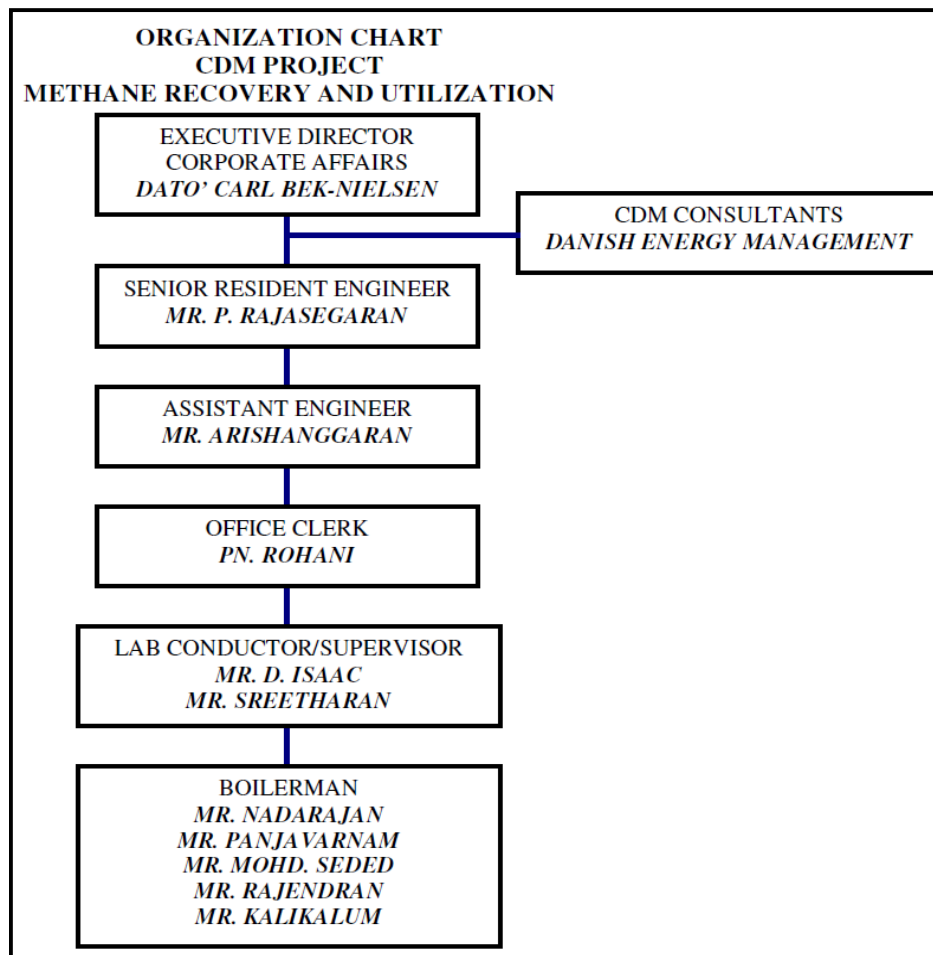 ORGANIZATION CHART
CDM PROJECT
METHANE RECOVERY AND UTILIZATION
EXECUTIVE DIRECTOR
CORPORATE AFFAIRS
DATO' CARL BEK-NIELSEN
CDM CONSULTANTS
DANISH ENERGY MANAGEMENT
SENIOR RESIDENT ENGINEER
MR. P. RAJASEGARAN
ASSISTANT ENGINEER
MR. ARISHANGGARAN
OFFICE CLERK
PN. ROHANI
LAB CONDUCTOR/SUPERVISOR
MR. D. ISAAC
MR. SREETHARAN
BOILERMAN
MR. NADARAJAN
MR. PANJAVARNAM
MR. MOHD. SEDED
MR. RAJENDRAN
MR. KALIKALUM